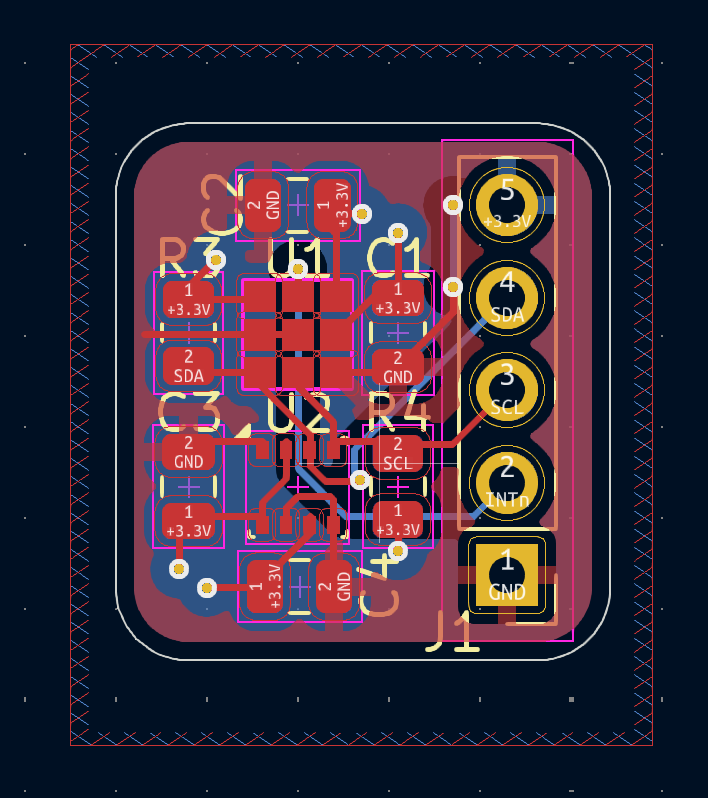 C2
2
GND
1
+3.3V
5
+3.3V
R3
U1
C1
1
+3.3V
1
+3.3V
4
SDA
2
SDA
2
GND
3
SCL
C3
U2
R4
2
GND
2
SCL
2
INTn
1
+3.3V
1
+3.3V
1
+3.3V
2
GND
C4
1
GND
J1